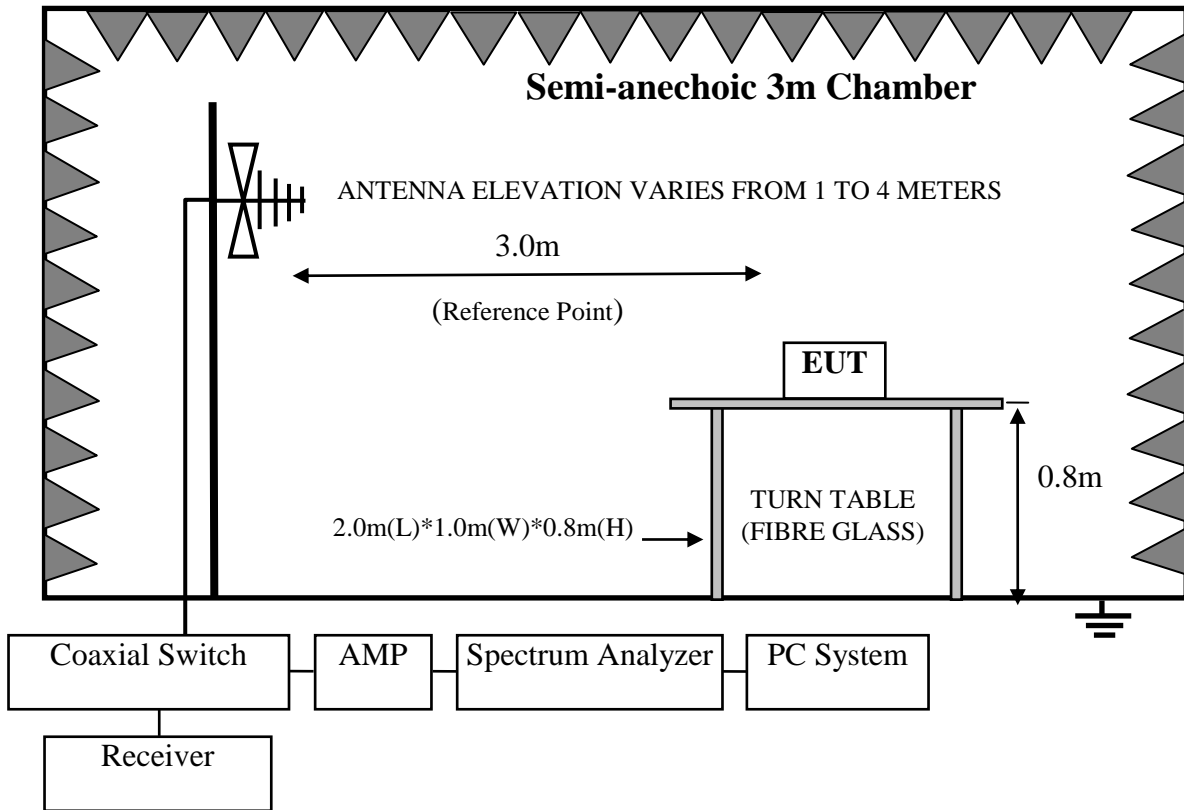 Semi-anechoic 3m Chamber
ANTENNA ELEVATION VARIES FROM 1 TO 4 METERS
3.0m
(Reference Point)
EUT
0.8m
TURN TABLE
(FIBRE GLASS)
2.0m(L)*1.0m(W)*0.8m(H)
Coaxial Switch
AMP
Spectrum Analyzer
PC System
Receiver